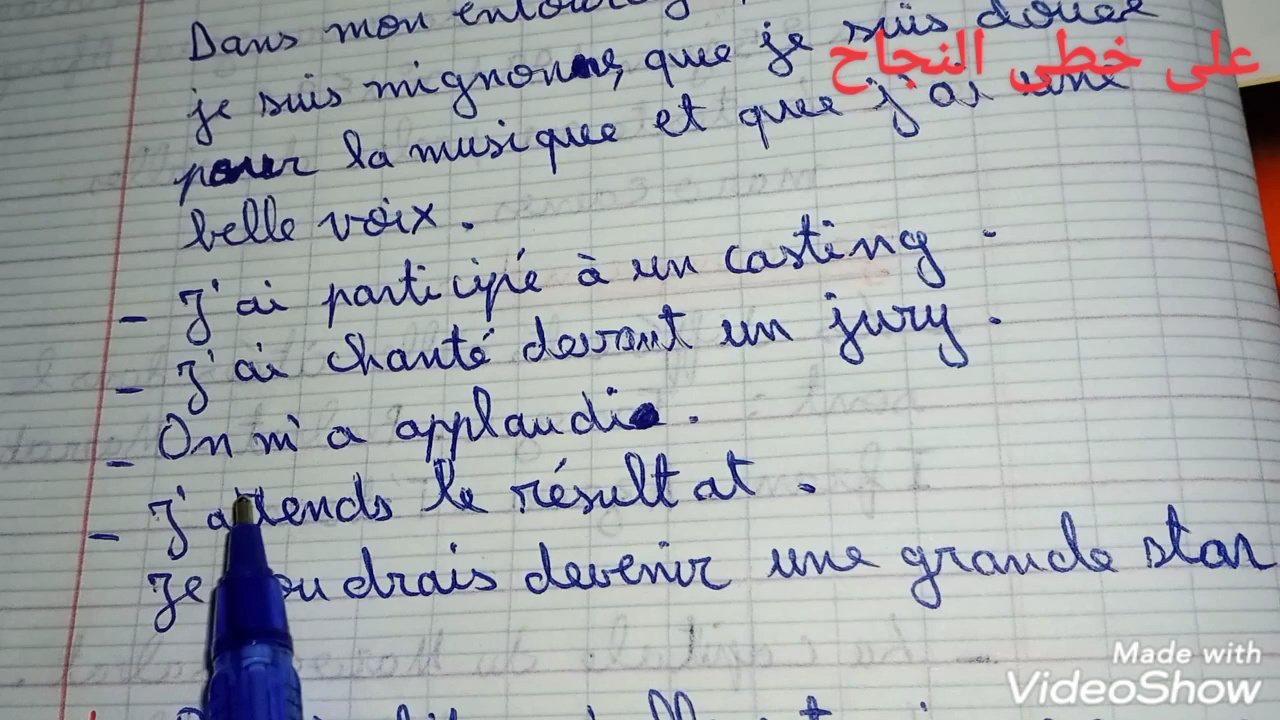 Dans mon entourag
je suis mignonne, que je suis douée
على خطى النجاح
pour la musique et que j'ai une
belle voix.
- J'ai participé à un casting.
- J'ai chanté devant un jury.
- On m'a applaudi.
- J'attends le résultat.
Je voudrais devenir une grande star
Made with
VideoShow